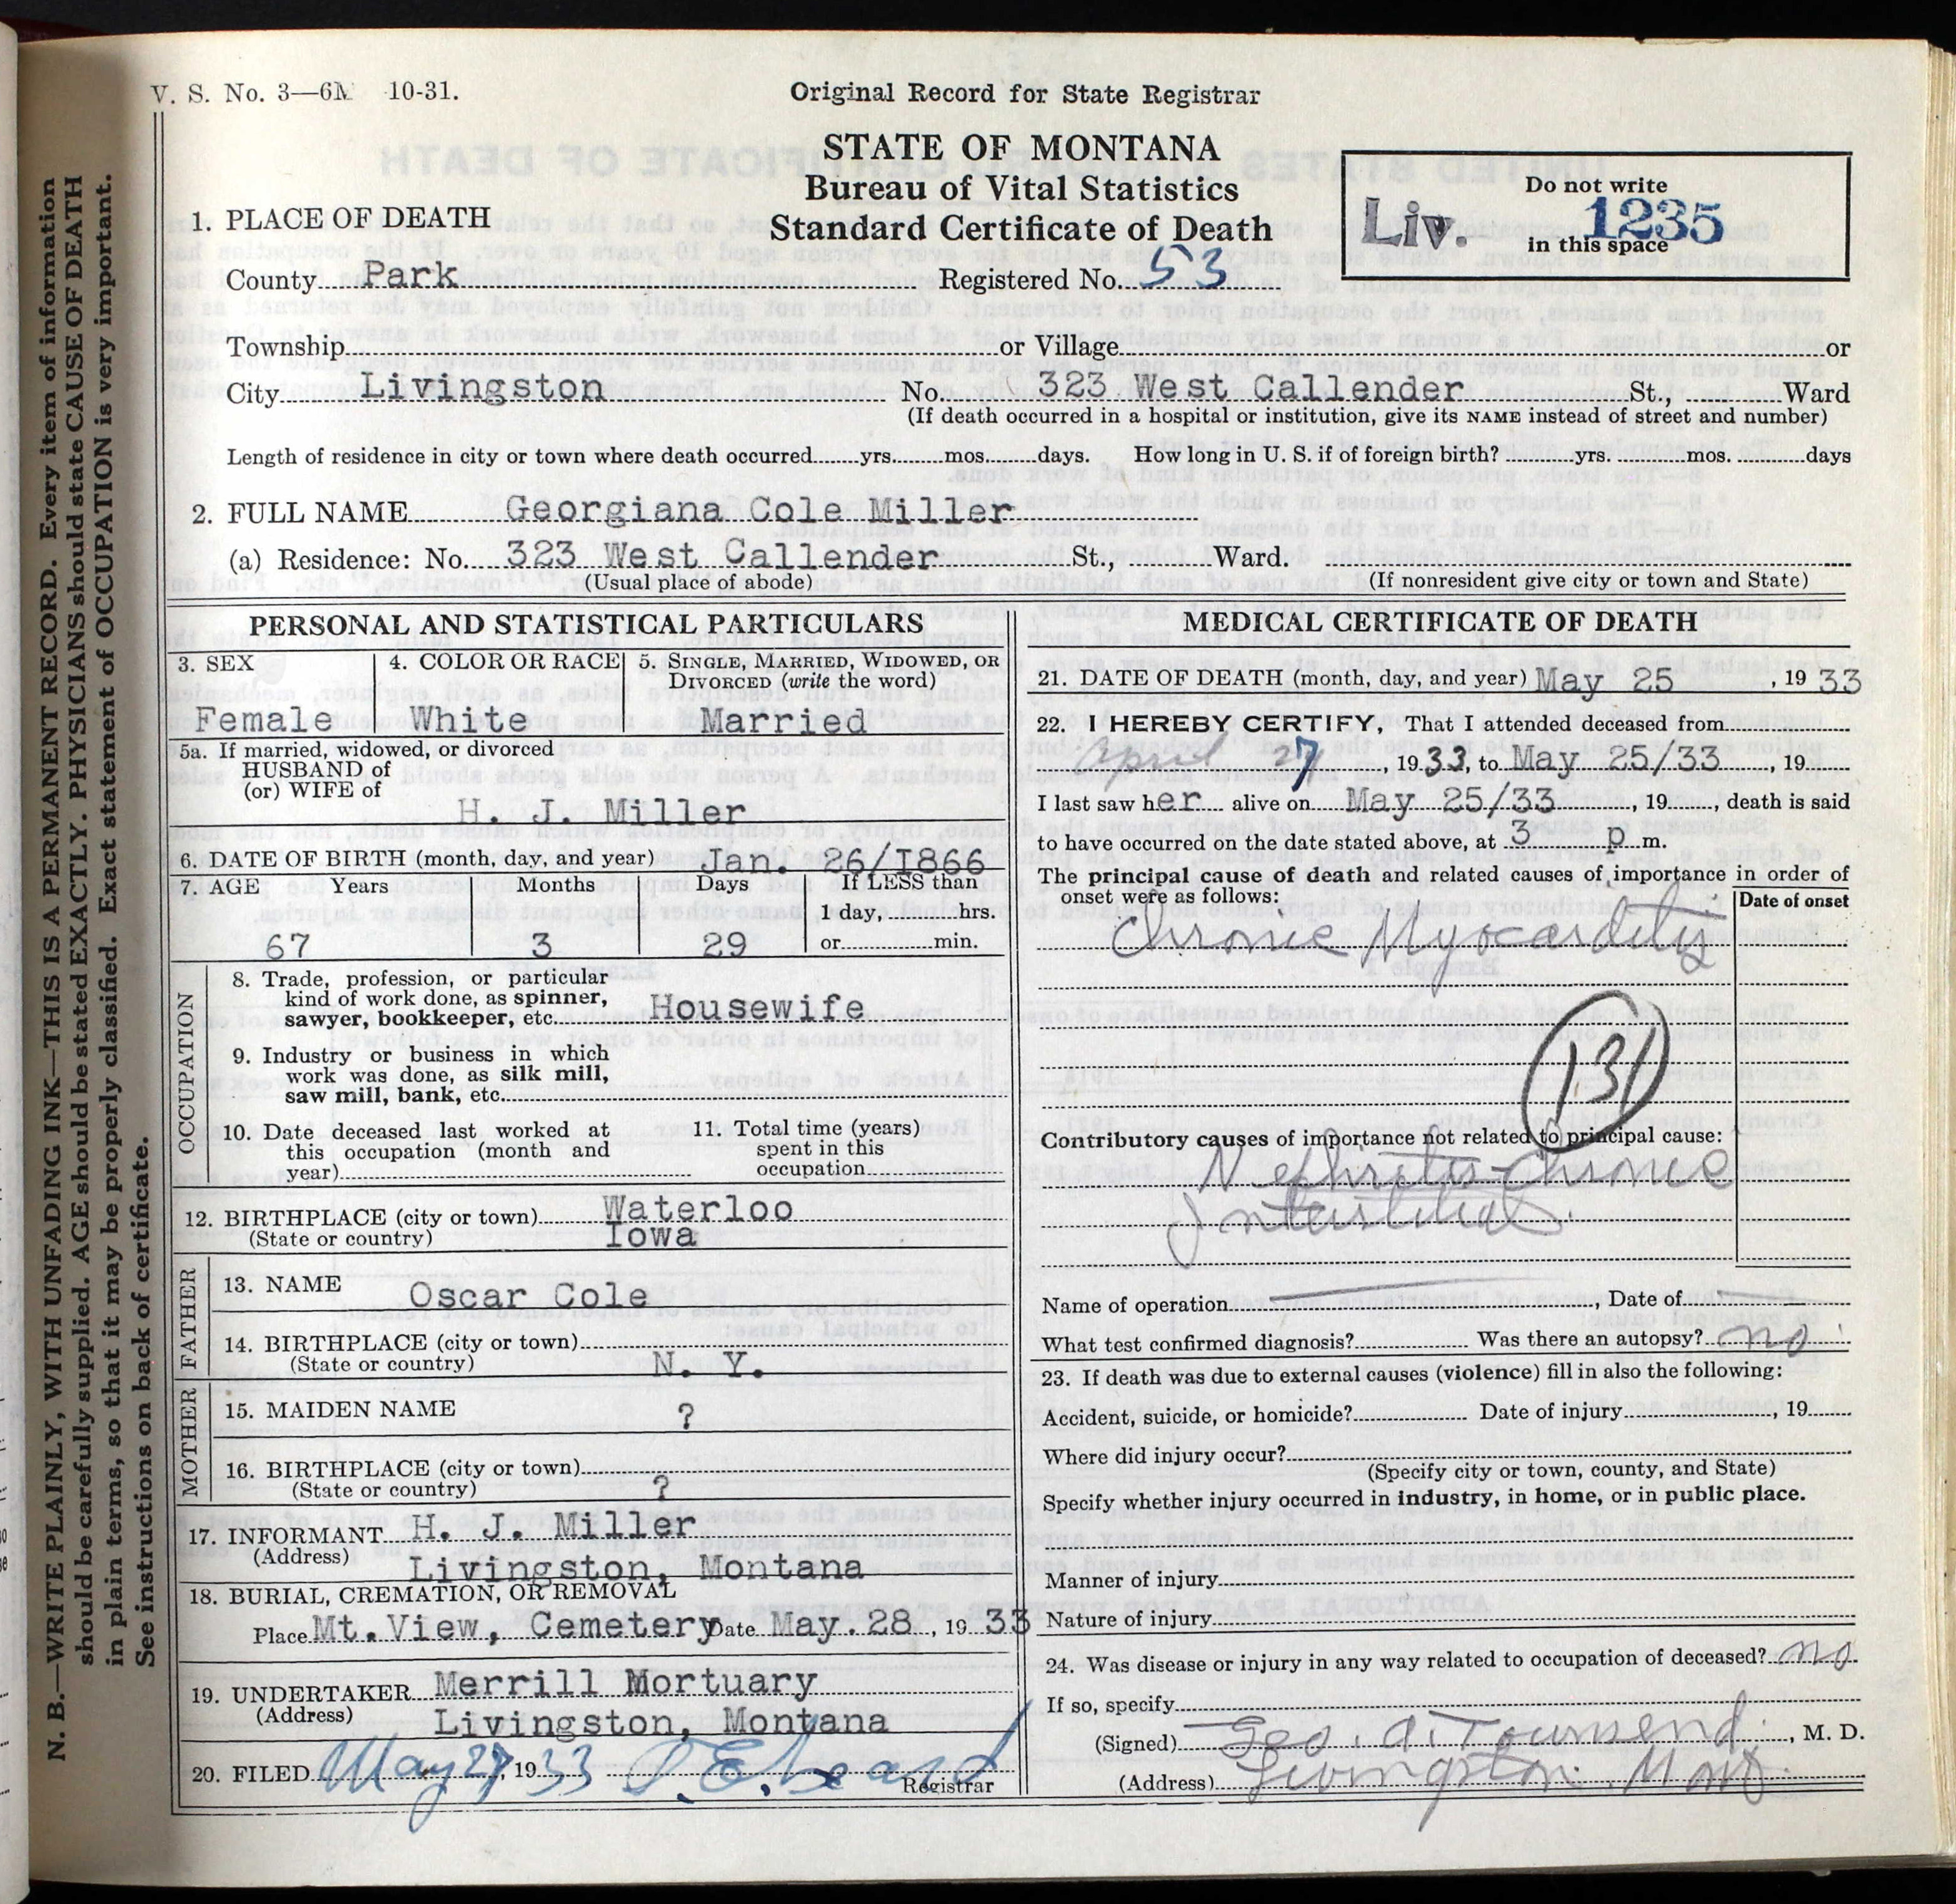 V. S. No. 3—6M 10-31.
Original Record for State Registrar
STATE OF MONTANA
Bureau of Vital Statistics
Standard Certificate of Death
Do not write
in this space
Liv. 1235
1. PLACE OF DEATH
County Park Registered No. 53
Township or Village or
City Livingston No. 323 West Callender St., Ward
(If death occurred in a hospital or institution, give its NAME instead of street and number)
Length of residence in city or town where death occurred yrs. mos. days. How long in U. S. if of foreign birth? yrs. mos. days
2. FULL NAME Georgiana Cole Miller
(a) Residence: No. 323 West Callender St., Ward.
(Usual place of abode) (If nonresident give city or town and State)
PERSONAL AND STATISTICAL PARTICULARS
3. SEX 4. COLOR OR RACE 5. SINGLE, MARRIED, WIDOWED, OR
DIVORCED (write the word)
Female White Married
5a. If married, widowed, or divorced
HUSBAND of
(or) WIFE of
H. J. Miller
6. DATE OF BIRTH (month, day, and year) Jan. 26/1866
7. AGE Years Months Days If LESS than
1 day, hrs.
67 3 29 or min.
OCCUPATION
8. Trade, profession, or particular
kind of work done, as spinner,
sawyer, bookkeeper, etc. Housewife
9. Industry or business in which
work was done, as silk mill,
saw mill, bank, etc.
10. Date deceased last worked at
this occupation (month and
year)
11. Total time (years)
spent in this
occupation
12. BIRTHPLACE (city or town) Waterloo
(State or country) Iowa
FATHER
13. NAME Oscar Cole
14. BIRTHPLACE (city or town)
(State or country) N. Y.
MOTHER
15. MAIDEN NAME ?
16. BIRTHPLACE (city or town)
(State or country) ?
17. INFORMANT H. J. Miller
(Address) Livingston, Montana
18. BURIAL, CREMATION, OR REMOVAL
Place Mt. View, Cemetery Date May. 28, 1933
19. UNDERTAKER Merrill Mortuary
(Address) Livingston, Montana
20. FILED May 27, 1933
Registrar
MEDICAL CERTIFICATE OF DEATH
21. DATE OF DEATH (month, day, and year) May 25, 1933
22. I HEREBY CERTIFY, That I attended deceased from
April 27, 1933, to May 25/33, 19
I last saw her alive on May 25/33, 19, death is said
to have occurred on the date stated above, at 3 p m.
The principal cause of death and related causes of importance in order of
onset were as follows:
Date of onset
Chronic Myocarditis
131
Contributory causes of importance not related to principal cause:
Nephritis-Chronic
Interstitial.
Name of operation, Date of
What test confirmed diagnosis? Was there an autopsy? no
23. If death was due to external causes (violence) fill in also the following:
Accident, suicide, or homicide? Date of injury, 19
Where did injury occur?
(Specify city or town, county, and State)
Specify whether injury occurred in industry, in home, or in public place.
Manner of injury
Nature of injury
24. Was disease or injury in any way related to occupation of deceased? no
If so, specify
(Signed) Geo. A. Townsend, M. D.
(Address) Livingston. Mont.
N. B.—WRITE PLAINLY, WITH UNFADING INK—THIS IS A PERMANENT RECORD. Every item of information
should be carefully supplied. AGE should be stated EXACTLY. PHYSICIANS should state CAUSE OF DEATH
in plain terms, so that it may be properly classified. Exact statement of OCCUPATION is very important.
See instructions on back of certificate.